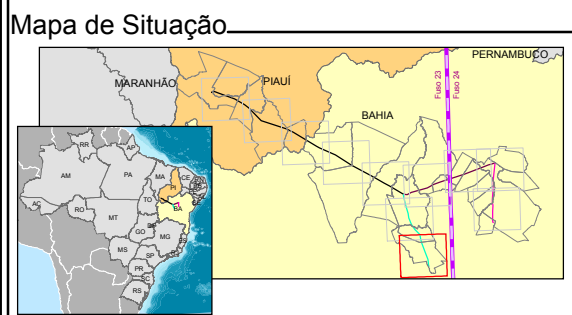 Mapa de Situação
PERNAMBUCO
MARANHÃO
PIAUÍ
BAHIA
Fuso 23
Fuso 24
RR
AP
AM
PA
MA
CE
PI
AC
RO
TO
BA
MT
GO
MG
MS
SP
PR
SC
RS